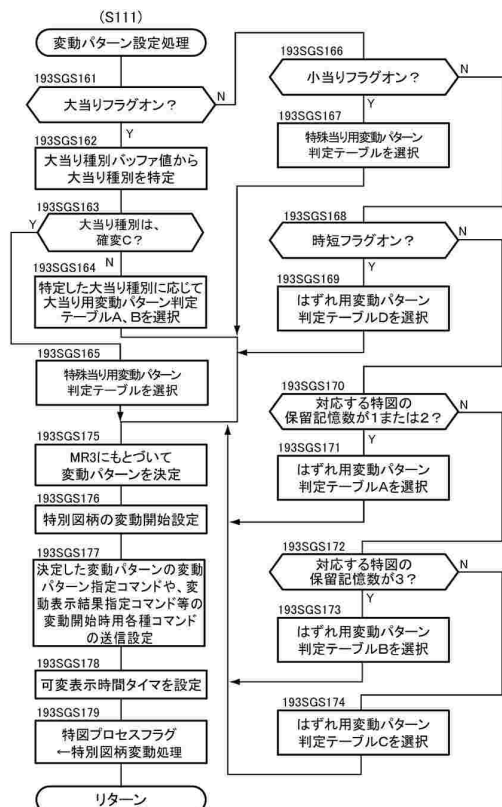 (S111)
変動パターン設定処理
193SGS161
大当りフラグオン？
N
Y
193SGS162
大当り種別バッファ値から
大当り種別を特定
193SGS163
Y
大当り種別は、
確変C？
N
193SGS164
特定した大当り種別に応じて
大当り用変動パターン判定
テーブルA、Bを選択
193SGS165
特殊当り用変動パターン
判定テーブルを選択
193SGS175
MR3にもとづいて
変動パターンを決定
193SGS176
特別図柄の変動開始設定
193SGS177
決定した変動パターンの変動
パターン指定コマンドや、変
動表示結果指定コマンド等の
変動開始時用各種コマンド
の送信設定
193SGS178
可変表示時間タイマを設定
193SGS179
特図プロセスフラグ
←特別図柄変動処理
リターン
193SGS166
小当りフラグオン？
N
Y
193SGS167
特殊当り用変動パターン
判定テーブルを選択
193SGS168
時短フラグオン？
N
Y
193SGS169
はずれ用変動パターン
判定テーブルDを選択
193SGS170
対応する特図の
保留記憶数が1または2？
N
Y
193SGS171
はずれ用変動パターン
判定テーブルAを選択
193SGS172
対応する特図の
保留記憶数が3？
N
Y
193SGS173
はずれ用変動パターン
判定テーブルBを選択
193SGS174
はずれ用変動パターン
判定テーブルCを選択